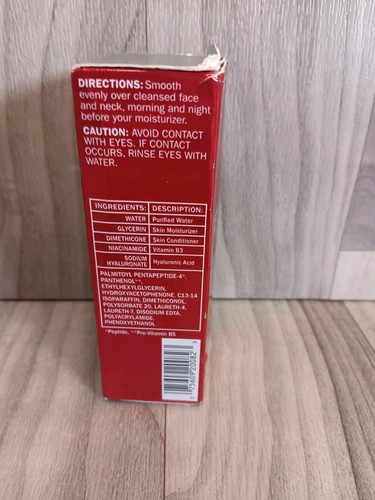 DIRECTIONS: Smooth
evenly over cleansed face
and neck, morning and night
before your moisturizer.
CAUTION: AVOID CONTACT
WITH EYES. IF CONTACT
OCCURS, RINSE EYES WITH
WATER.
INGREDIENTS: DESCRIPTION:
WATER Purified Water
GLYCERIN Skin Moisturizer
DIMETHICONE Skin Conditioner
NIACINAMIDE Vitamin B3
SODIUM
HYALURONATE Hyaluronic Acid
PALMITOYL PENTAPEPTIDE-4*,
PANTHENOL**,
ETHYLHEXYLGLYCERIN,
HYDROXYACETOPHENONE, C13-14
ISOPARAFFIN, DIMETHICONOL,
POLYSORBATE 20, LAURETH-4,
LAURETH-7, DISODIUM EDTA,
POLYACRYLAMIDE,
PHENOXYETHANOL
*Peptide, **Pro-Vitamin B5